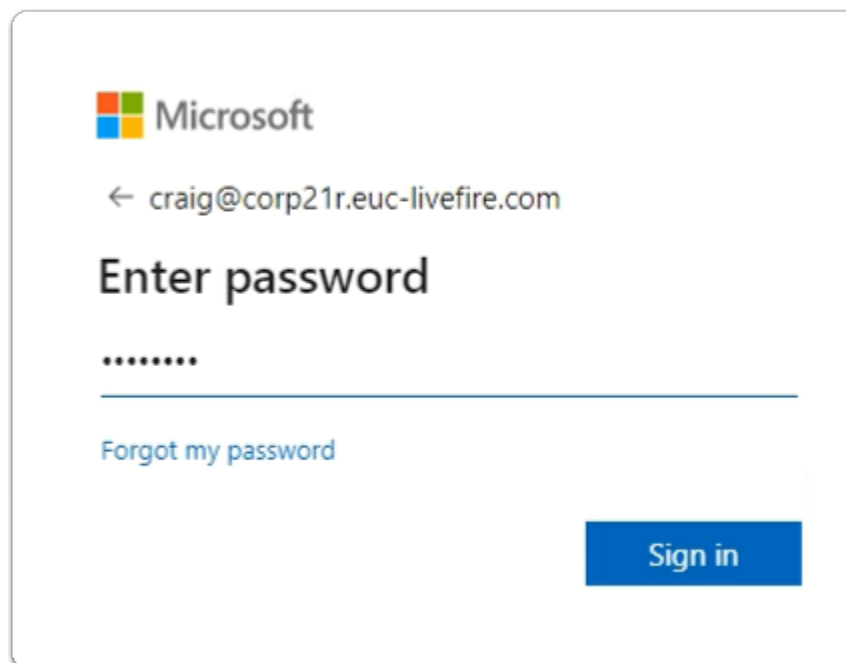 Microsoft
← craig@corp21r.euc-livefire.com
Enter password
••••••••
Forgot my password
Sign in